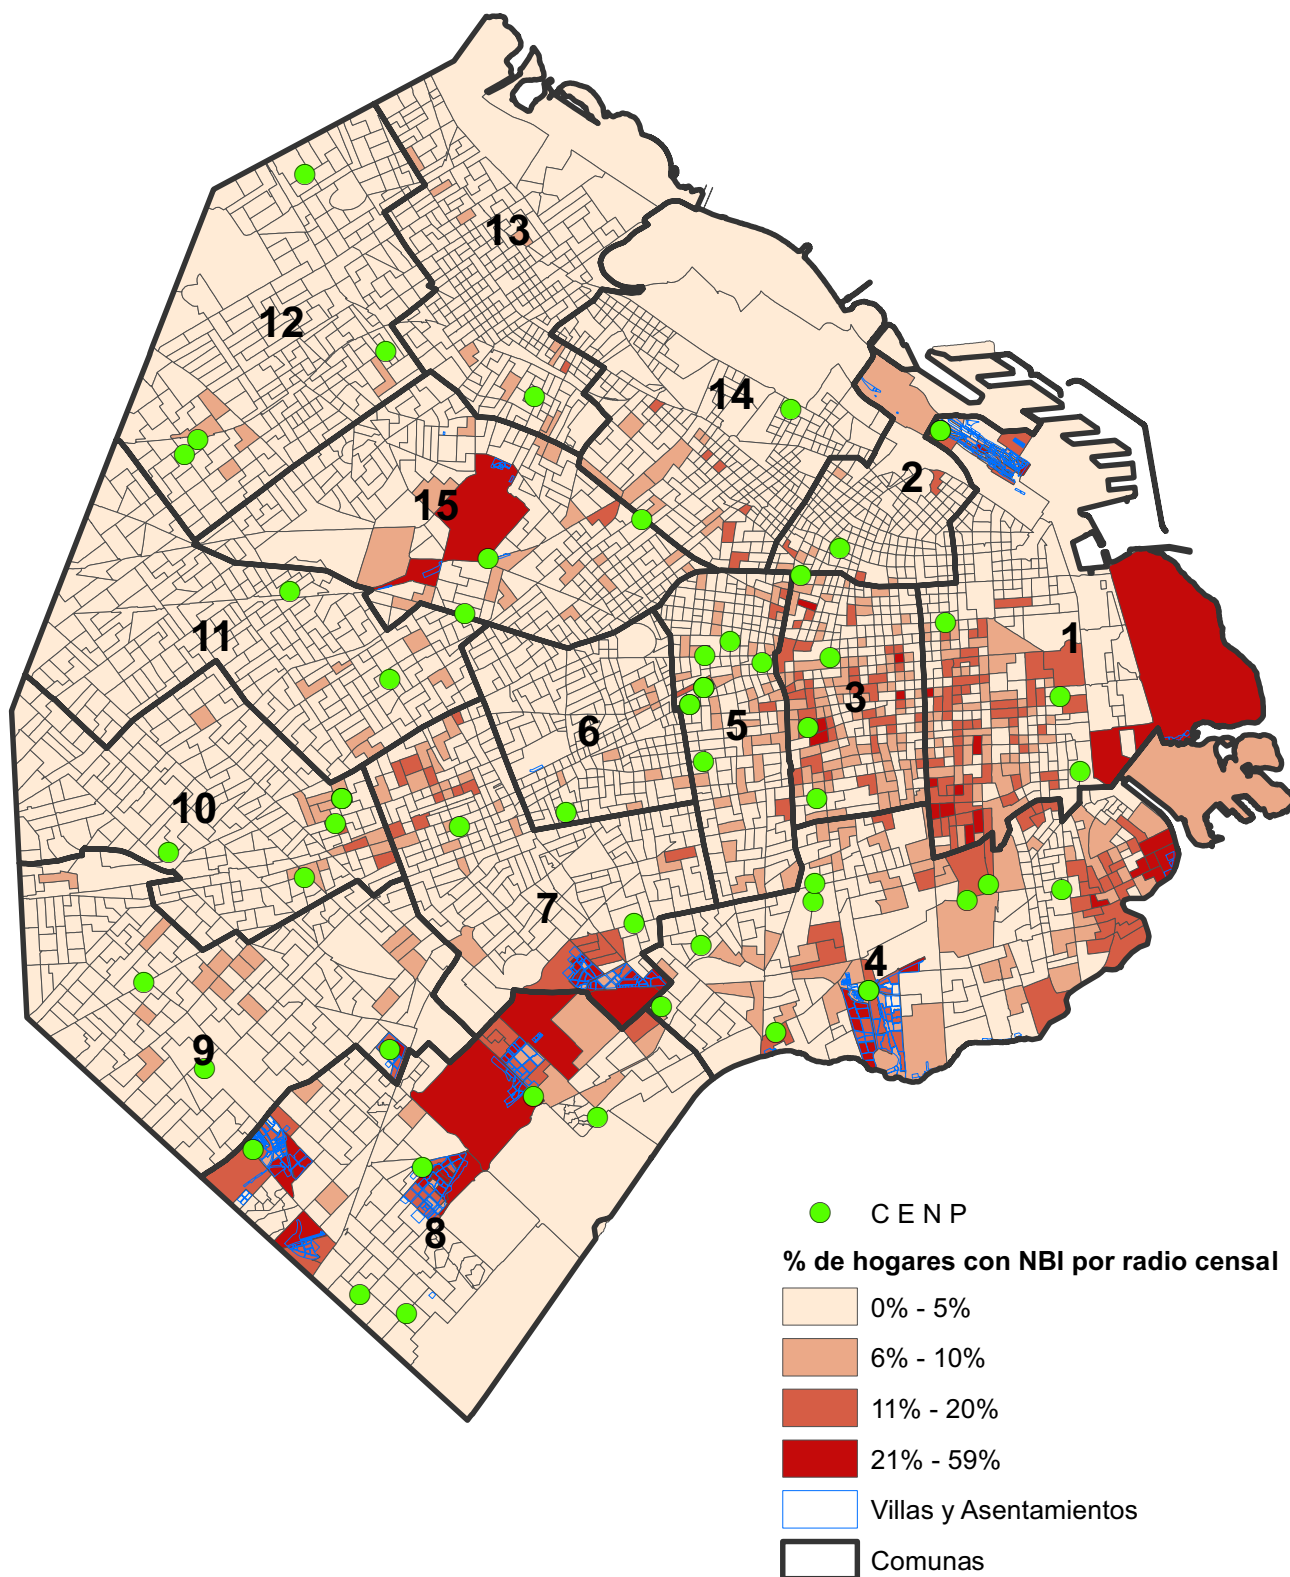 13
12
14
2
15
11
1
3
6
5
10
7
4
9
8
C E N P
% de hogares con NBI por radio censal
0% - 5%
6% - 10%
11% - 20%
21% - 59%
Villas y Asentamientos
Comunas